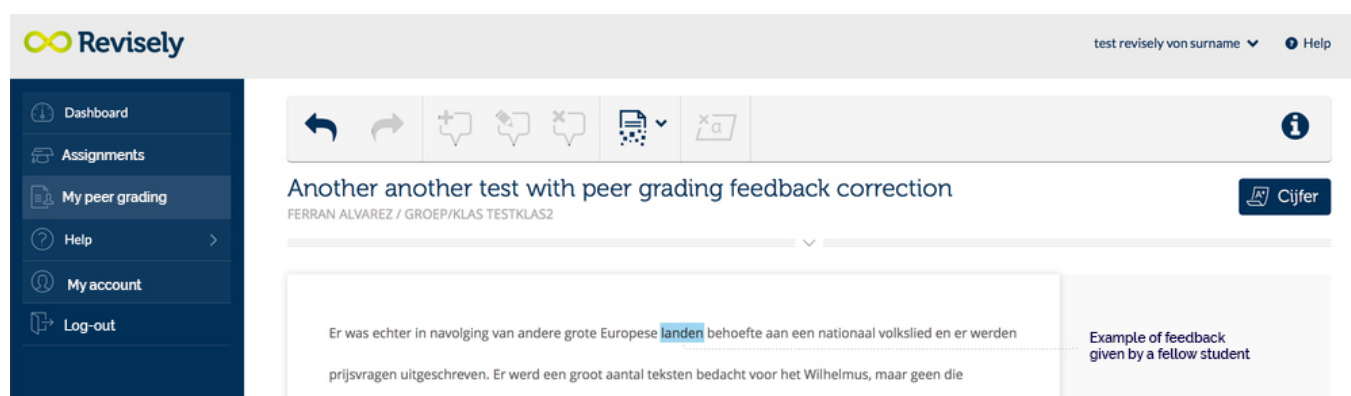 Revisely
test revisely von surname
Help
Dashboard
Assignments
My peer grading
Help
My account
Log-out
Another another test with peer grading feedback correction
Cijfer
FERRAN ALVAREZ / GROEP/KLAS TESTKLAS2
Er was echter in navolging van andere grote Europese landen behoefte aan een nationaal volkslied en er werden
prijsvragen uitgeschreven. Er werd een groot aantal teksten bedacht voor het Wilhelmus, maar geen die
Example of feedback
given by a fellow student